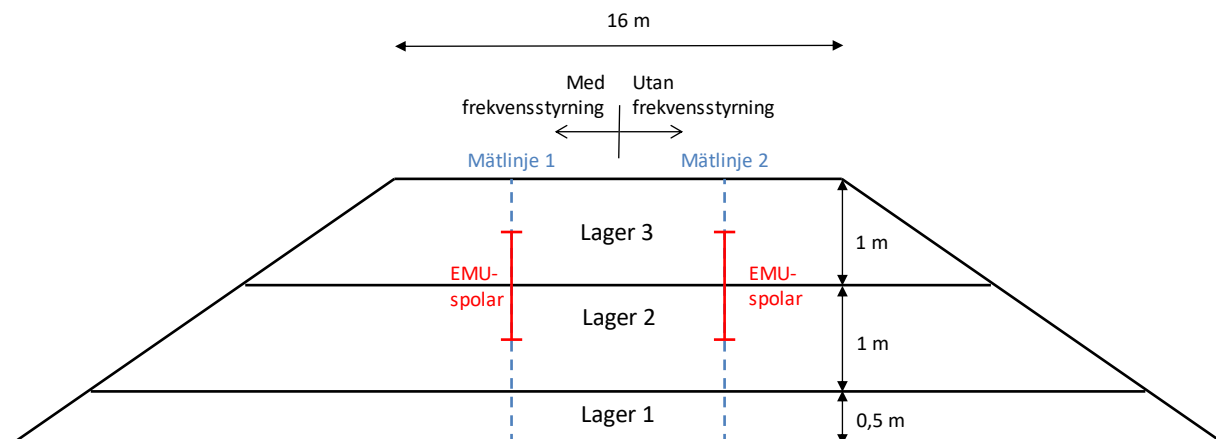 16 m
Med
frekvensstyrning
Utan
frekvensstyrning
Mätlinje 1
Mätlinje 2
Lager 3
1 m
EMU-
spolar
EMU-
spolar
Lager 2
1 m
Lager 1
0,5 m